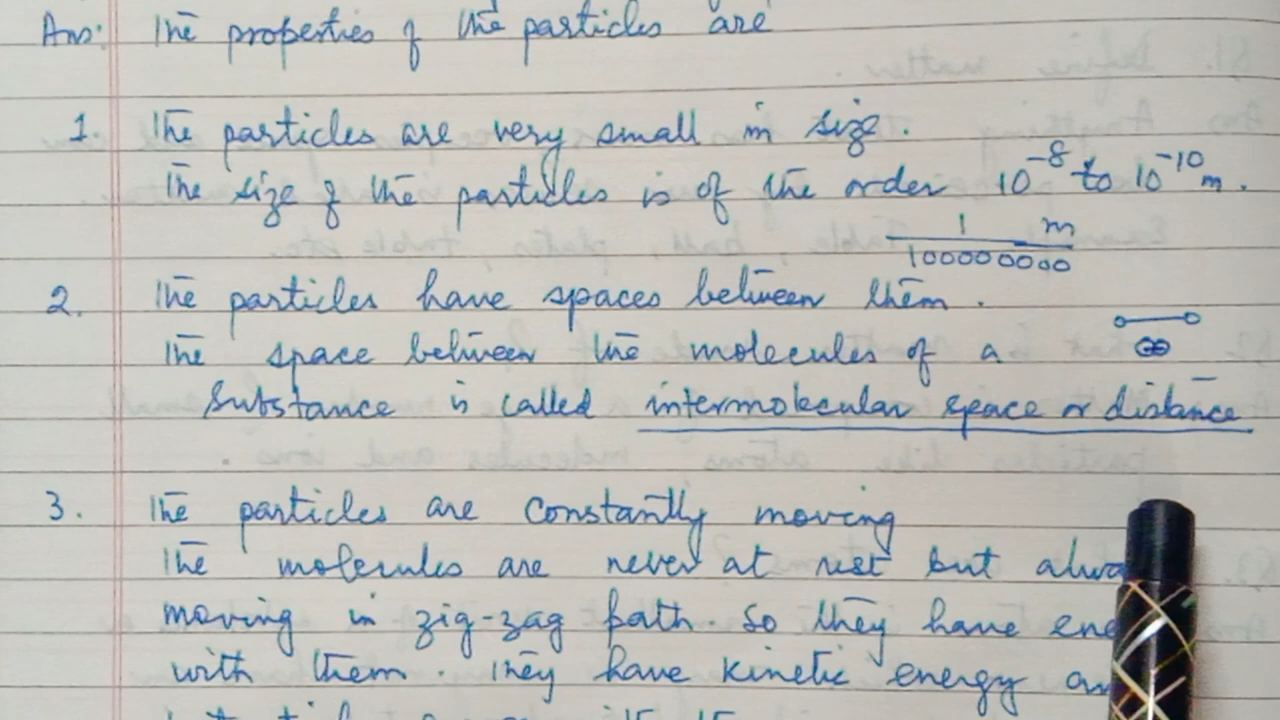 Ans: The properties of the particles are
1. The particles are very small in size.
The size of the particles is of the order 10⁻⁸ to 10⁻¹⁰ m.
1 m
100000000
2. The particles have spaces between them.
The space between the molecules of a
substance is called intermolecular space or distance
3. The particles are constantly moving
The molecules are never at rest but
moving in zig-zag path. So they have
with them. They have kinetic energy